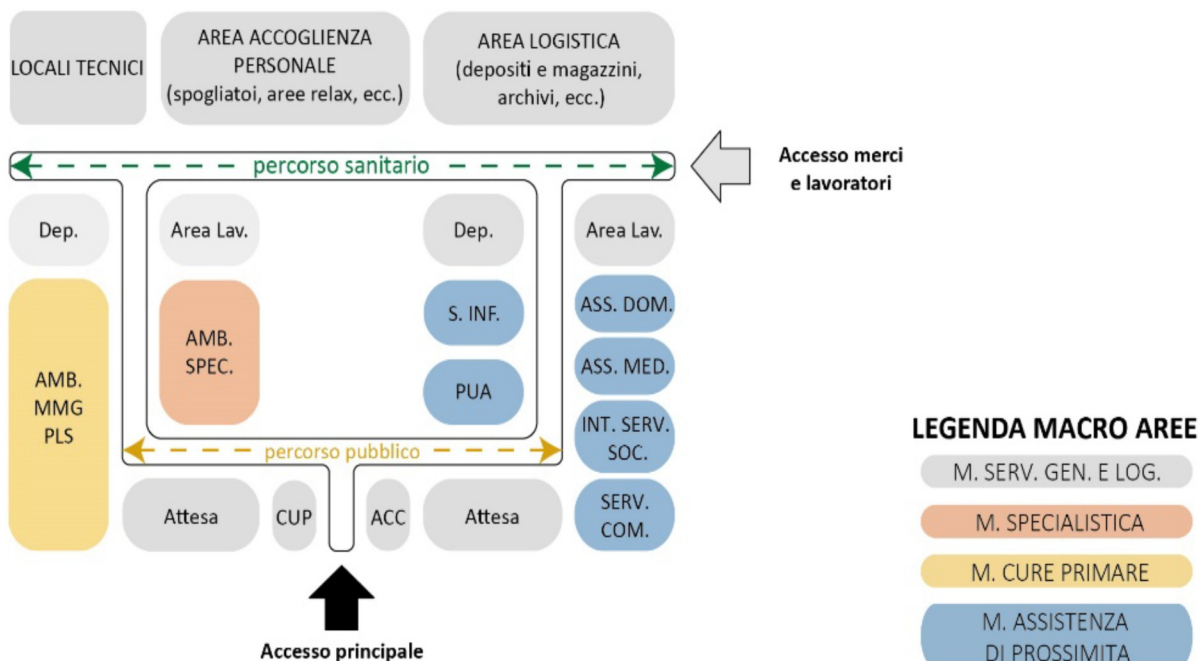 LOCALI TECNICI
AREA ACCOGLIENZA
PERSONALE
(spogliatoi, aree relax, ecc.)
AREA LOGISTICA
(depositi e magazzini,
archivi, ecc.)
percorso sanitario
Accesso merci
e lavoratori
Dep.
Area Lav.
Dep.
Area Lav.
AMB.
MMG
PLS
AMB.
SPEC.
S. INF.
PUA
ASS. DOM.
ASS. MED.
INT. SERV.
SOC.
SERV.
COM.
percorso pubblico
Attesa
CUP
ACC
Attesa
Accesso principale
LEGENDA MACRO AREE
M. SERV. GEN. E LOG.
M. SPECIALISTICA
M. CURE PRIMARE
M. ASSISTENZA
DI PROSSIMITA